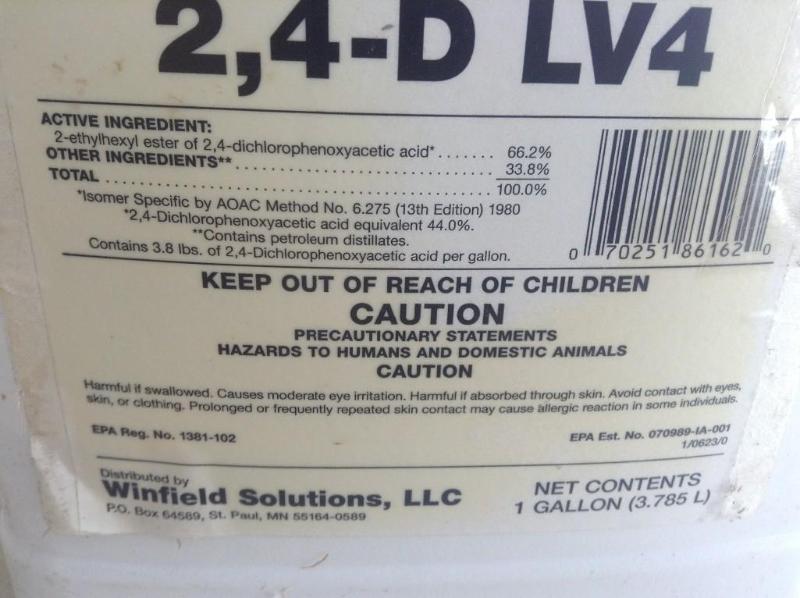 2,4-D LV4
ACTIVE INGREDIENT:
2-ethylhexyl ester of 2,4-dichlorophenoxyacetic acid* . . . . . . . 66.2%
OTHER INGREDIENTS** . . . . . . . . . . . . . . . . . . . . . . . . . . . . . . . . . . . 33.8%
TOTAL . . . . . . . . . . . . . . . . . . . . . . . . . . . . . . . . . . . . . . . . . . . . . . . . . . 100.0%
*Isomer Specific by AOAC Method No. 6.275 (13th Edition) 1980
*2,4-Dichlorophenoxyacetic acid equivalent 44.0%.
**Contains petroleum distillates.
Contains 3.8 lbs. of 2,4-Dichlorophenoxyacetic acid per gallon.
0 70251 86162 0
KEEP OUT OF REACH OF CHILDREN
CAUTION
PRECAUTIONARY STATEMENTS
HAZARDS TO HUMANS AND DOMESTIC ANIMALS
CAUTION
Harmful if swallowed. Causes moderate eye irritation. Harmful if absorbed through skin. Avoid contact with eyes,
skin, or clothing. Prolonged or frequently repeated skin contact may cause allergic reaction in some individuals.
EPA Reg. No. 1381-102
EPA Est. No. 070989-IA-001
1/0623/0
Distributed by
Winfield Solutions, LLC
P.O. Box 64589, St. Paul, MN 55164-0589
NET CONTENTS
1 GALLON (3.785 L)